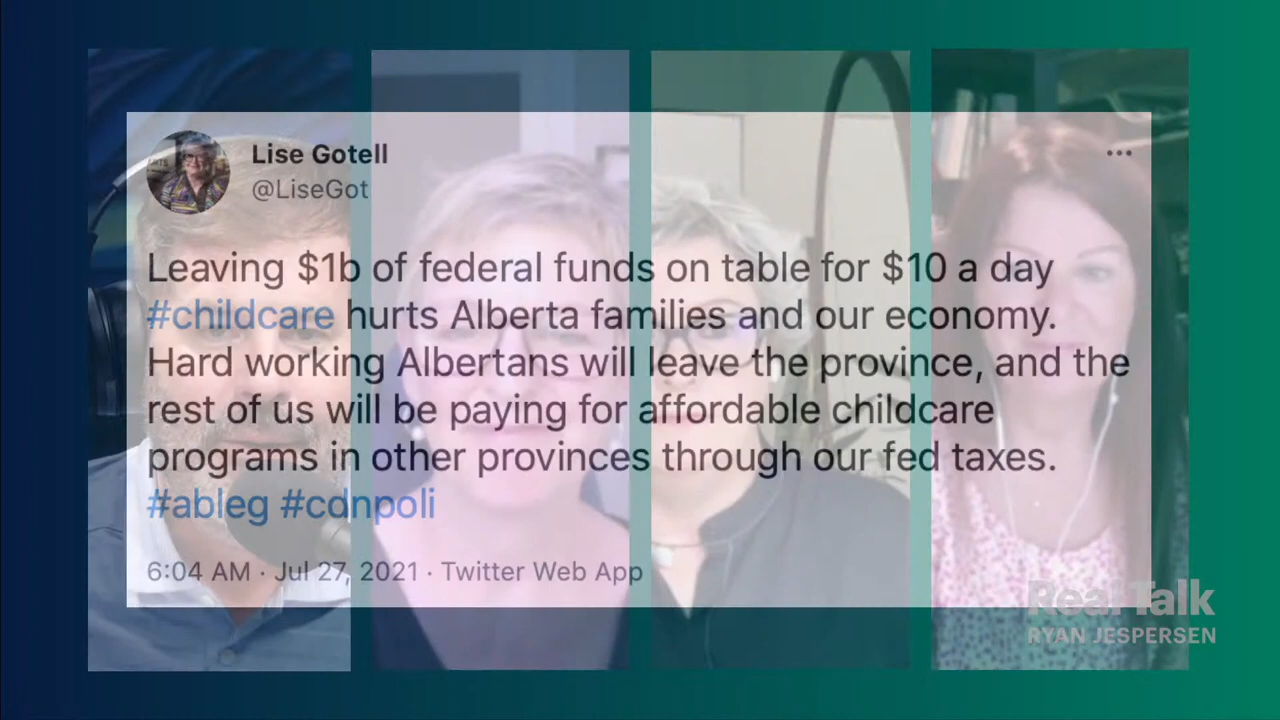 Lise Gotell
@LiseGot
Leaving $1b of federal funds on table for $10 a day
#childcare hurts Alberta families and our economy.
Hard working Albertans will leave the province, and the
rest of us will be paying for affordable childcare
programs in other provinces through our fed taxes.
#ableg #cdnpoli
6:04 AM · Jul 27, 2021 · Twitter Web App
Real Talk
RYAN JESPERSEN